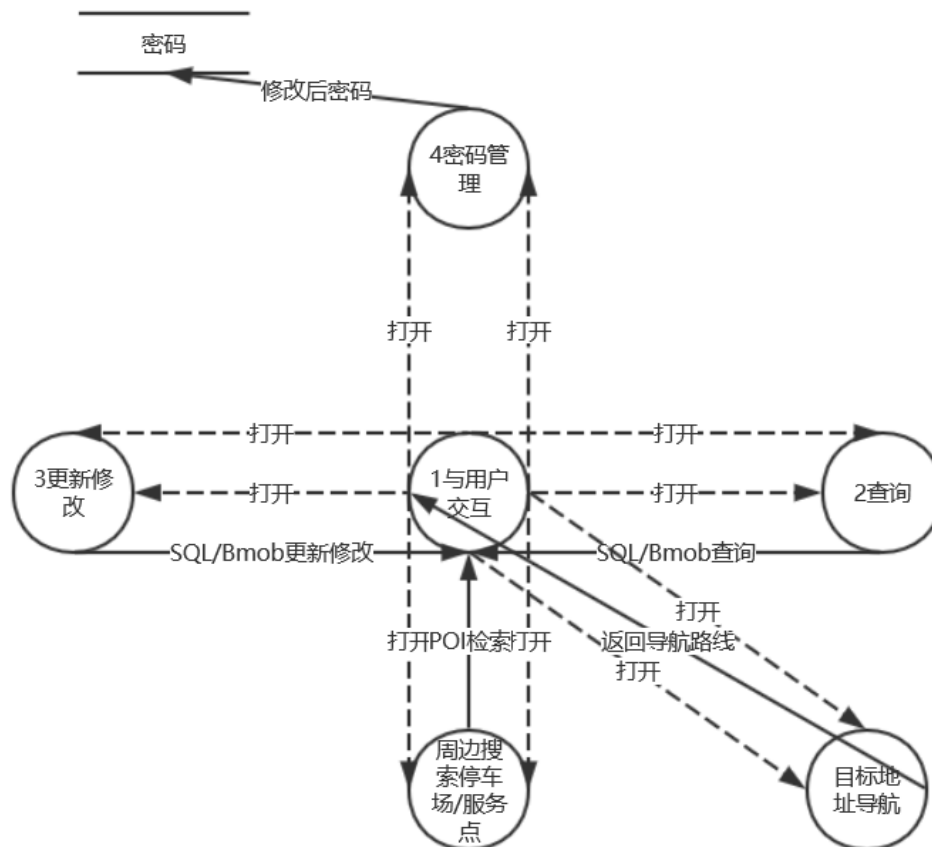 密码
修改后密码
4密码管
理
打开
打开
打开
打开
3更新修
改
打开
1与用户
交互
打开
2查询
SQL/Bmob更新修改
SQL/Bmob查询
打开
打开
POI检索
打开
返回导航路线
打开
周边搜
索停车
场/服务
点
目标地
址导航